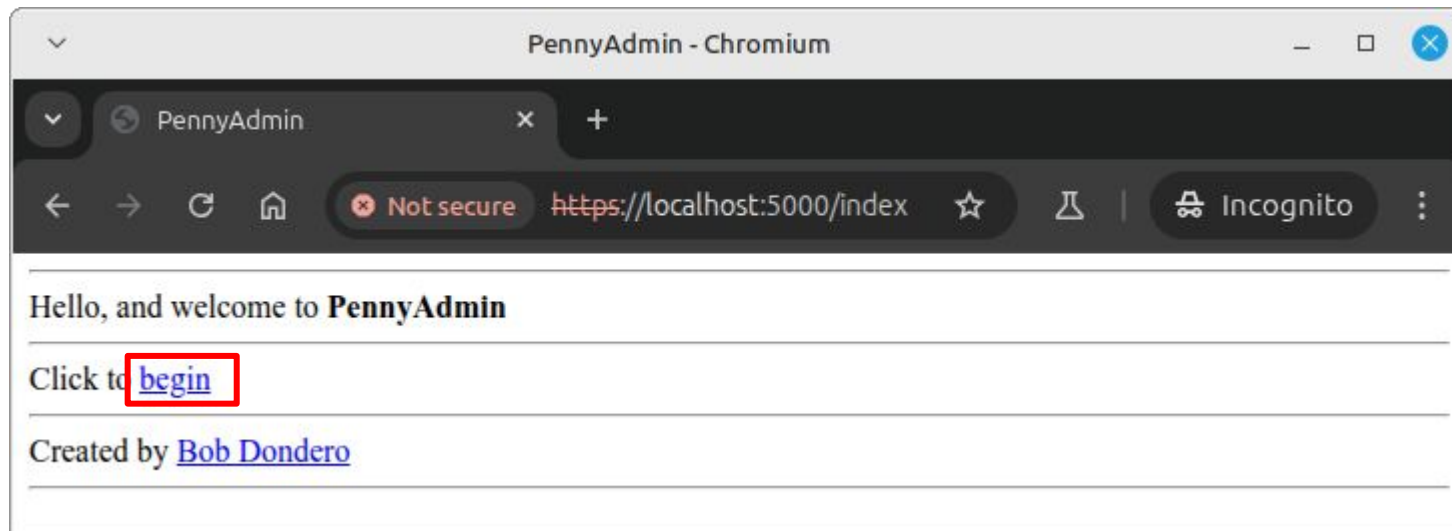 PennyAdmin - Chromium
PennyAdmin
Not secure https://localhost:5000/index Incognito
Hello, and welcome to PennyAdmin
Click to begin
Created by Bob Dondero